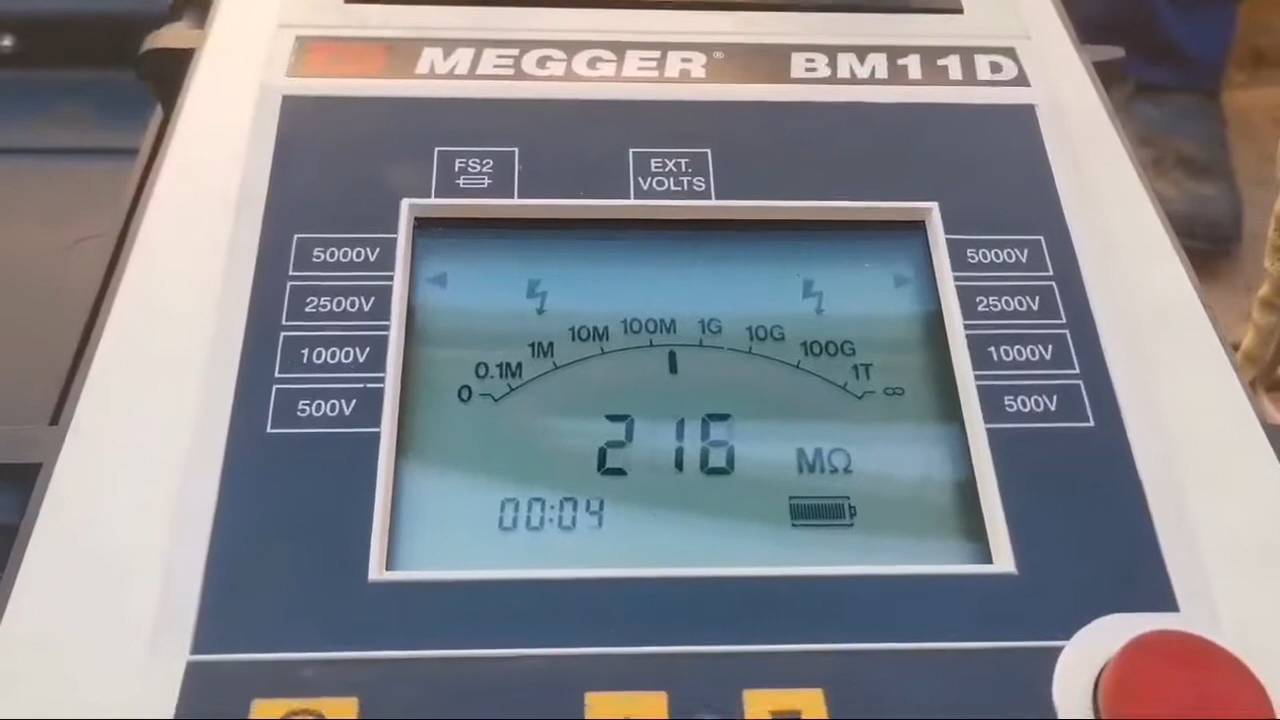 MEGGER® BM11D
FS2
EXT.
VOLTS
5000V
2500V
1000V
500V
5000V
2500V
1000V
500V
0 0.1M 1M 10M 100M 1G 10G 100G 1T ∞
216 MΩ
00:04